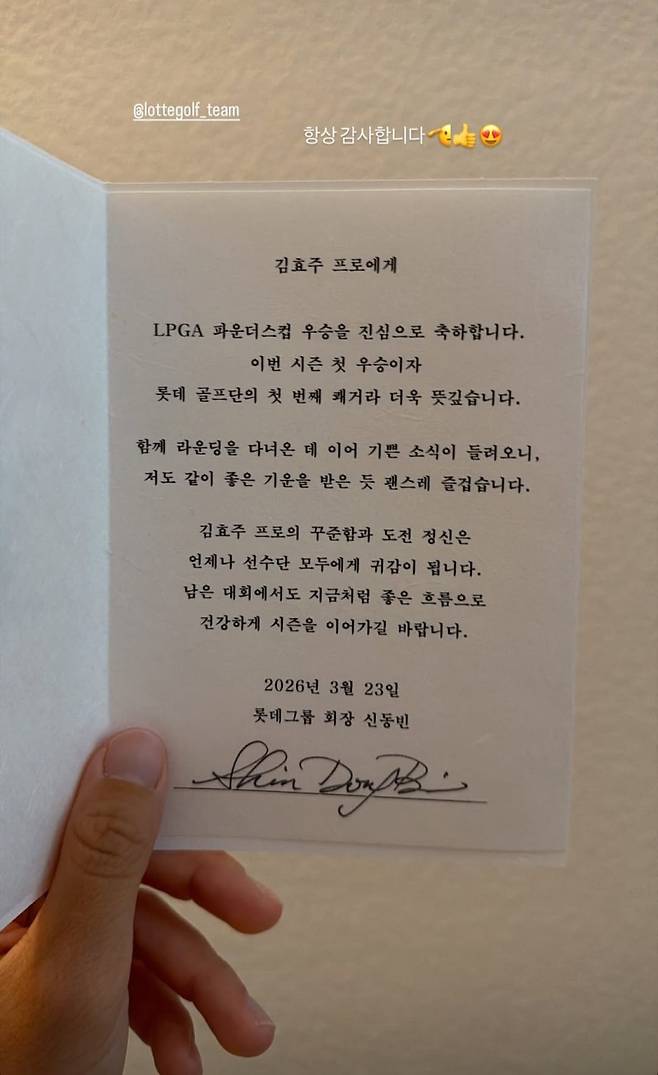 @lottegolf_team
항상 감사합니다🫡👍😍
김효주 프로에게
LPGA 파운더스컵 우승을 진심으로 축하합니다.
이번 시즌 첫 우승이자
롯데 골프단의 첫 번째 쾌거라 더욱 뜻깊습니다.
함께 라운딩을 다녀온 데 이어 기쁜 소식이 들려오니,
저도 같이 좋은 기운을 받은 듯 괜스레 즐겁습니다.
김효주 프로의 꾸준함과 도전 정신은
언제나 선수단 모두에게 귀감이 됩니다.
남은 대회에서도 지금처럼 좋은 흐름으로
건강하게 시즌을 이어가길 바랍니다.
2026년 3월 23일
롯데그룹 회장 신동빈
Shin Dong Bin